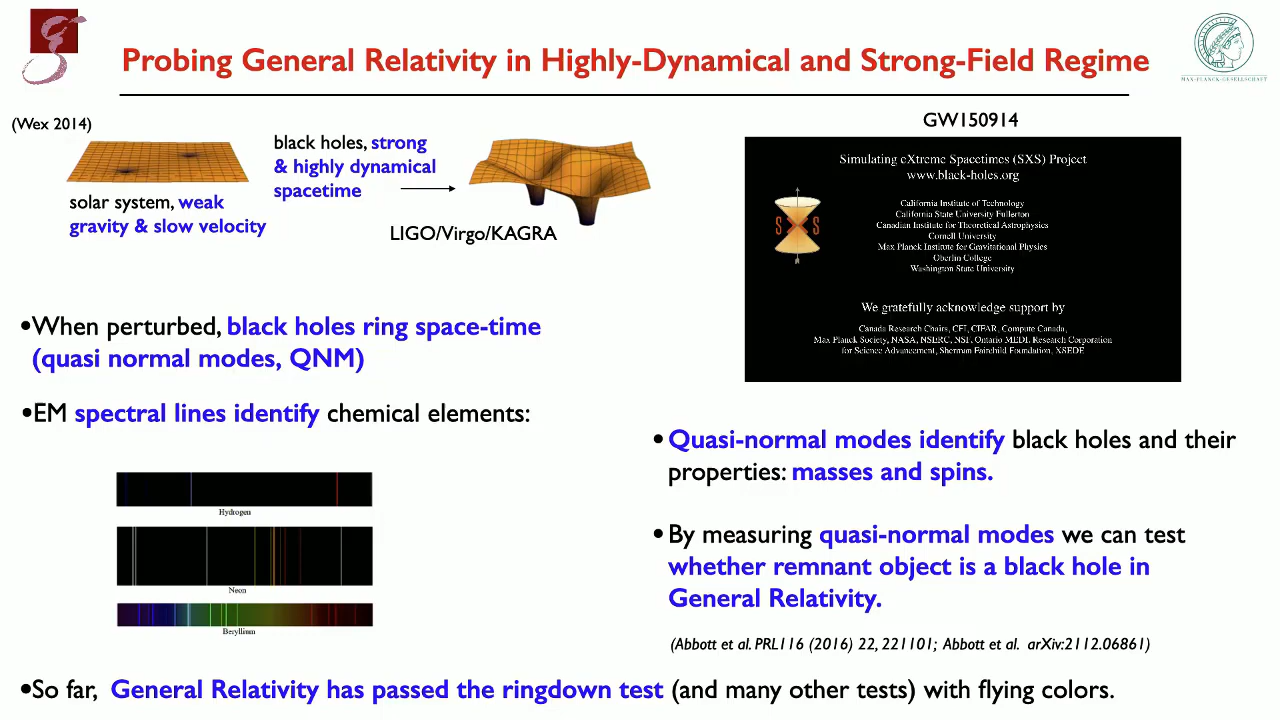 Probing General Relativity in Highly-Dynamical and Strong-Field Regime
MAX-PLANCK-GESELLSCHAFT
(Wex 2014)
solar system, weak
gravity & slow velocity
black holes, strong
& highly dynamical
spacetime
LIGO/Virgo/KAGRA
GW150914
Simulating eXtreme Spacetimes (SXS) Project
www.black-holes.org
S S
California Institute of Technology
California State University Fullerton
Canadian Institute for Theoretical Astrophysics
Cornell University
Max Planck Institute for Gravitational Physics
Oberlin College
Washington State University
We gratefully acknowledge support by
Canada Research Chairs, CFI, CIFAR, Compute Canada,
Max Planck Society, NASA, NSERC, NSF, Ontario MEDI, Research Corporation
for Science Advancement, Sherman Fairchild Foundation, XSEDE
•When perturbed, black holes ring space-time
(quasi normal modes, QNM)
•EM spectral lines identify chemical elements:
Hydrogen
Neon
Beryllium
•Quasi-normal modes identify black holes and their
properties: masses and spins.
•By measuring quasi-normal modes we can test
whether remnant object is a black hole in
General Relativity.
(Abbott et al. PRL116 (2016) 22, 221101; Abbott et al. arXiv:2112.06861)
•So far, General Relativity has passed the ringdown test (and many other tests) with flying colors.